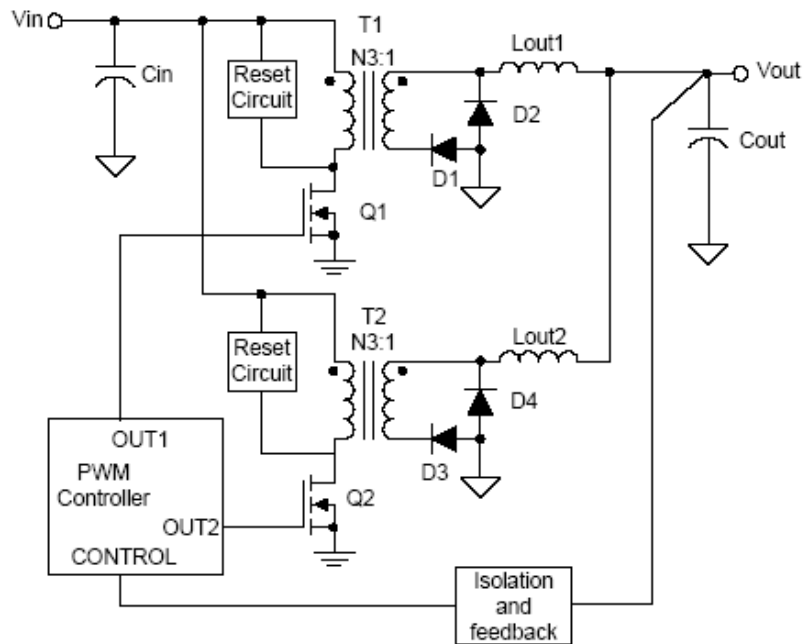 Vin
T1
N3:1
Lout1
Vout
Cin
Reset
Circuit
D2
Cout
D1
Q1
T2
N3:1
Lout2
Reset
Circuit
D4
D3
OUT1
PWM
Controller
Q2
OUT2
CONTROL
Isolation
and
feedback